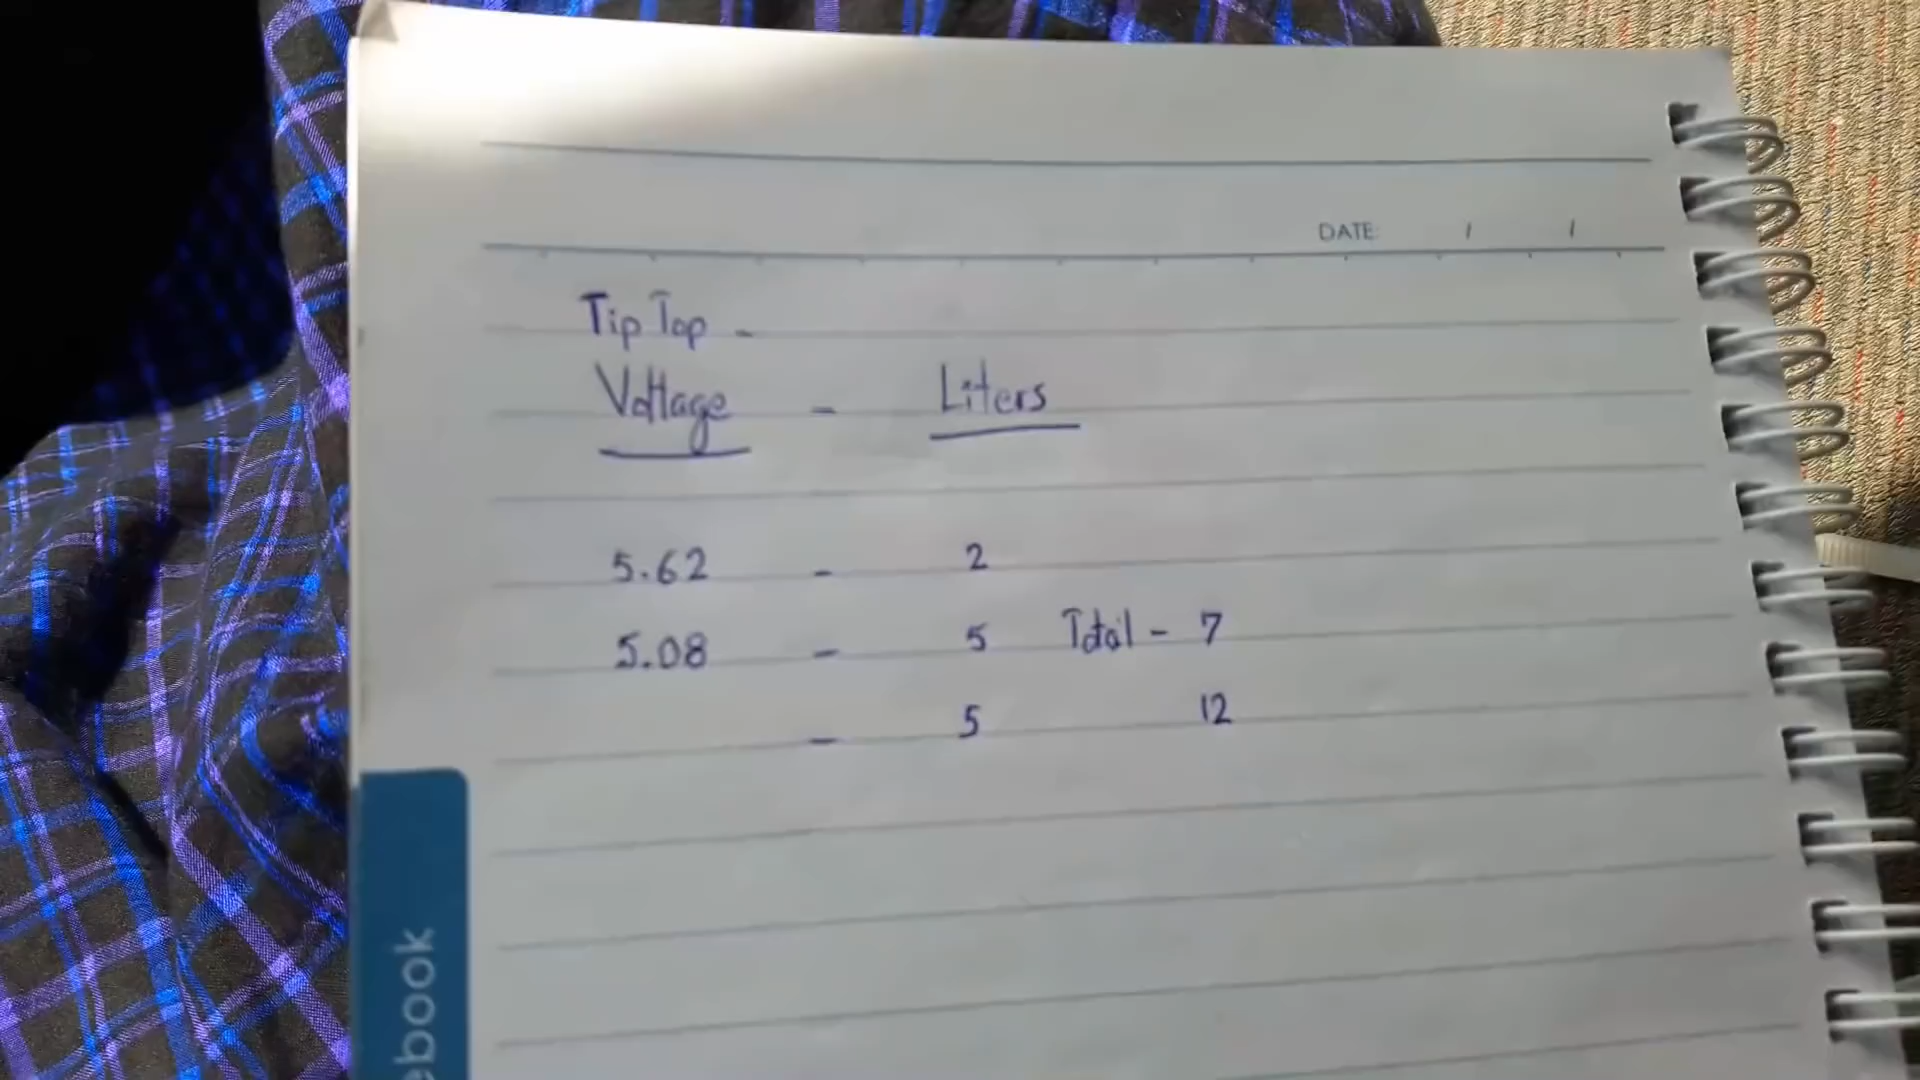 DATE: / /
Tip Top -
Voltage - Liters
5.62 - 2
5.08 - 5 Total - 7
- 5 12
ebook